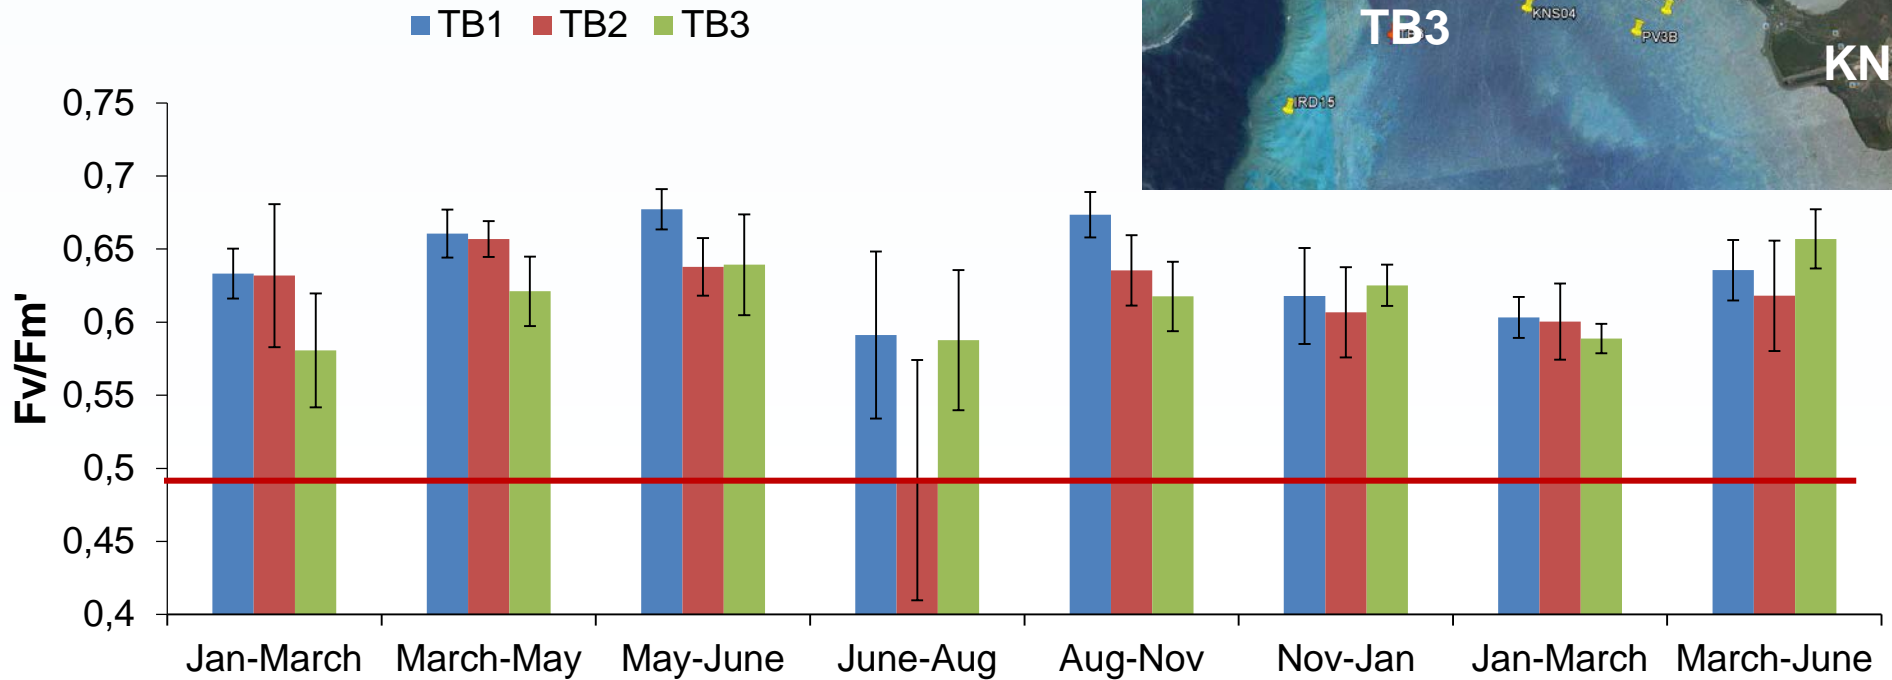 TB1 TB2 TB3
KNS04
TB3
PV3B
KN
IRD15
0,75
0,7
0,65
0,6
0,55
0,5
0,45
0,4
Fv/Fm'
Jan-March March-May May-June June-Aug Aug-Nov Nov-Jan Jan-March March-June